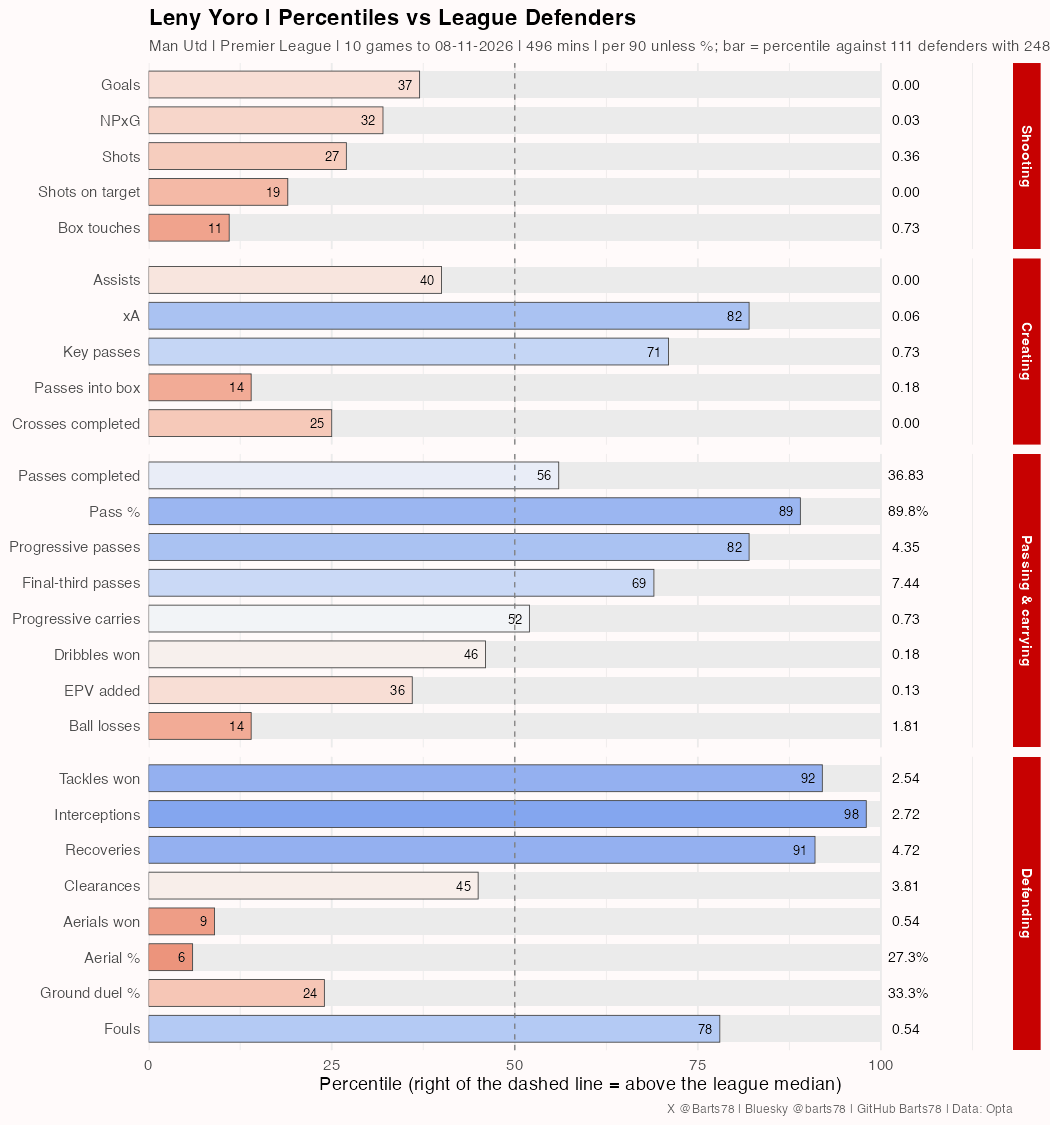 Leny Yoro | Percentiles vs League Defenders
Man Utd | Premier League | 10 games to 08-11-2026 | 496 mins | per 90 unless %; bar = percentile against 111 defenders with 248
Shooting
Goals 37 0.00
NPxG 32 0.03
Shots 27 0.36
Shots on target 19 0.00
Box touches 11 0.73
Creating
Assists 40 0.00
xA 82 0.06
Key passes 71 0.73
Passes into box 14 0.18
Crosses completed 25 0.00
Passing & carrying
Passes completed 56 36.83
Pass % 89 89.8%
Progressive passes 82 4.35
Final-third passes 69 7.44
Progressive carries 52 0.73
Dribbles won 46 0.18
EPV added 36 0.13
Ball losses 14 1.81
Defending
Tackles won 92 2.54
Interceptions 98 2.72
Recoveries 91 4.72
Clearances 45 3.81
Aerials won 9 0.54
Aerial % 6 27.3%
Ground duel % 24 33.3%
Fouls 78 0.54
0 25 50 75 100
Percentile (right of the dashed line = above the league median)
X @Barts78 | Bluesky @barts78 | GitHub Barts78 | Data: Opta